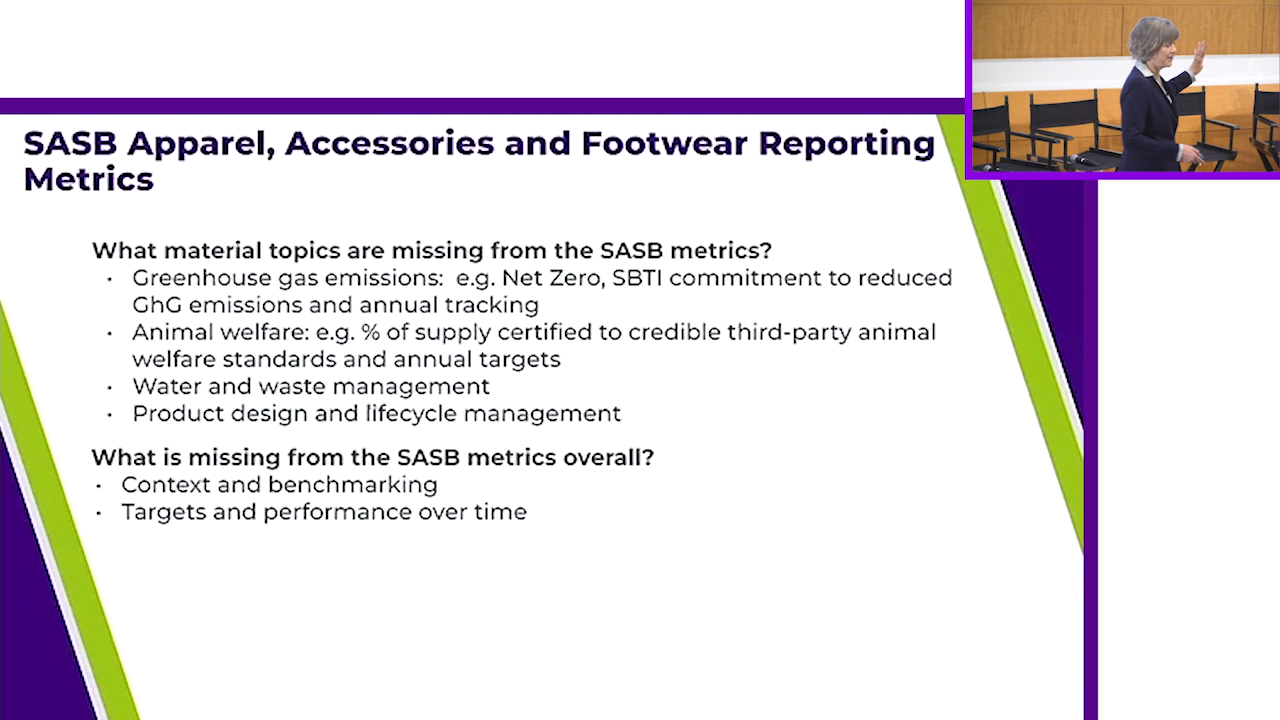 SASB Apparel, Accessories and Footwear Reporting
Metrics
What material topics are missing from the SASB metrics?
• Greenhouse gas emissions:  e.g. Net Zero, SBTI commitment to reduced
GhG emissions and annual tracking
• Animal welfare: e.g. % of supply certified to credible third-party animal
welfare standards and annual targets
• Water and waste management
• Product design and lifecycle management
What is missing from the SASB metrics overall?
• Context and benchmarking
• Targets and performance over time